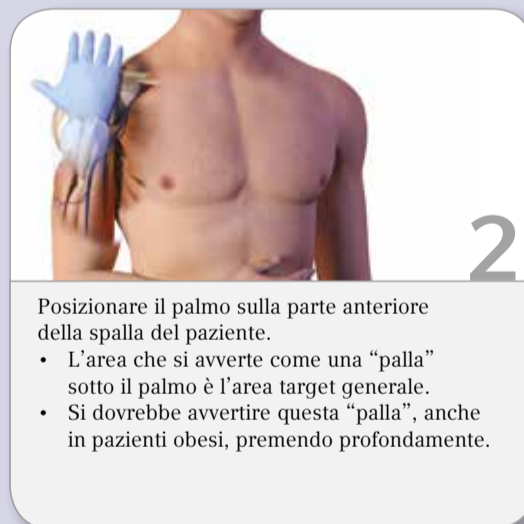 2
Posizionare il palmo sulla parte anteriore
della spalla del paziente.
• L’area che si avverte come una “palla”
sotto il palmo è l’area target generale.
• Si dovrebbe avvertire questa “palla”, anche
in pazienti obesi, premendo profondamente.